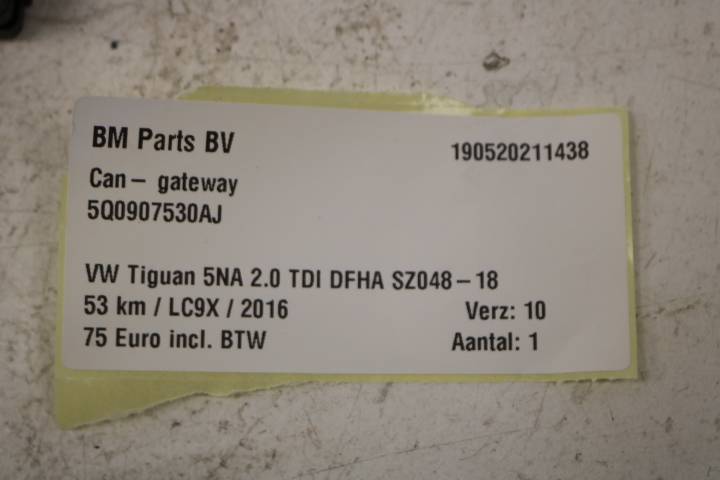 BM Parts BV 190520211438
Can - gateway
5Q0907530AJ
VW Tiguan 5NA 2.0 TDI DFHA SZ048-18
53 km / LC9X / 2016 Verz: 10
75 Euro incl. BTW Aantal: 1